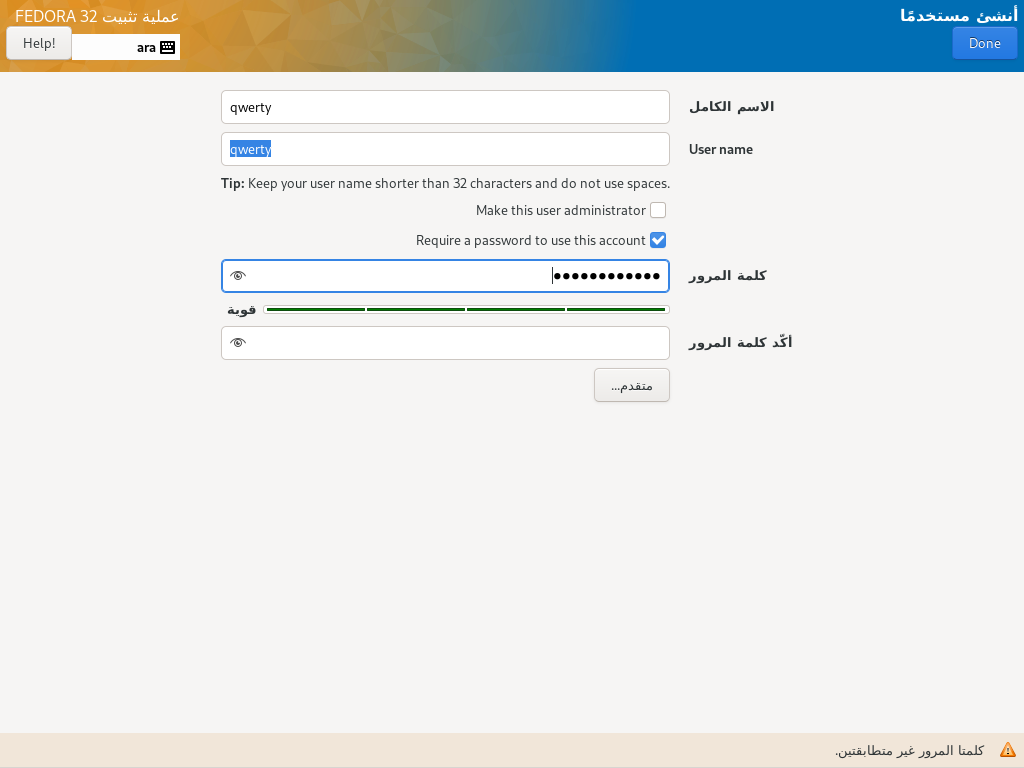 أنشئ مستخدمًا
عملية تثبيت FEDORA 32
Done
ara
Help!
الاسم الكامل
qwerty
User name
qwerty
Tip: Keep your user name shorter than 32 characters and do not use spaces.
Make this user administrator
Require a password to use this account
كلمة المرور
●●●●●●●●●●●●
قوية
أكّد كلمة المرور
متقدم...
كلمتا المرور غير متطابقتين.